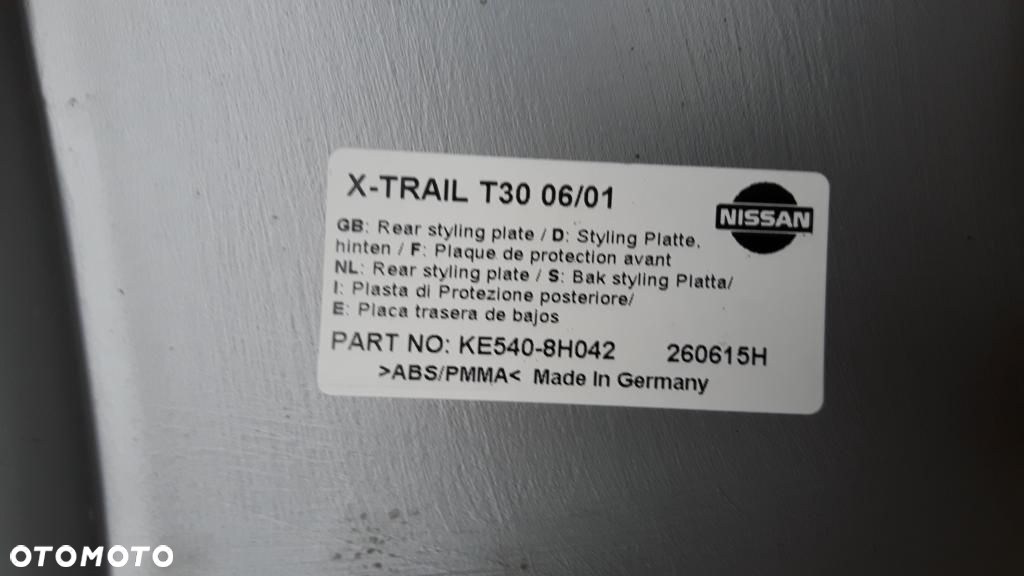 X-TRAIL T30 06/01
NISSAN
GB: Rear styling plate / D: Styling Platte,
hinten / F: Plaque de protection avant
NL: Rear styling plate / S: Bak styling Platta/
I: Plasta di Protezione posteriore/
E: Placa trasera de bajos
PART NO: KE540-8H042 260615H
>ABS/PMMA< Made In Germany
OTOMOTO